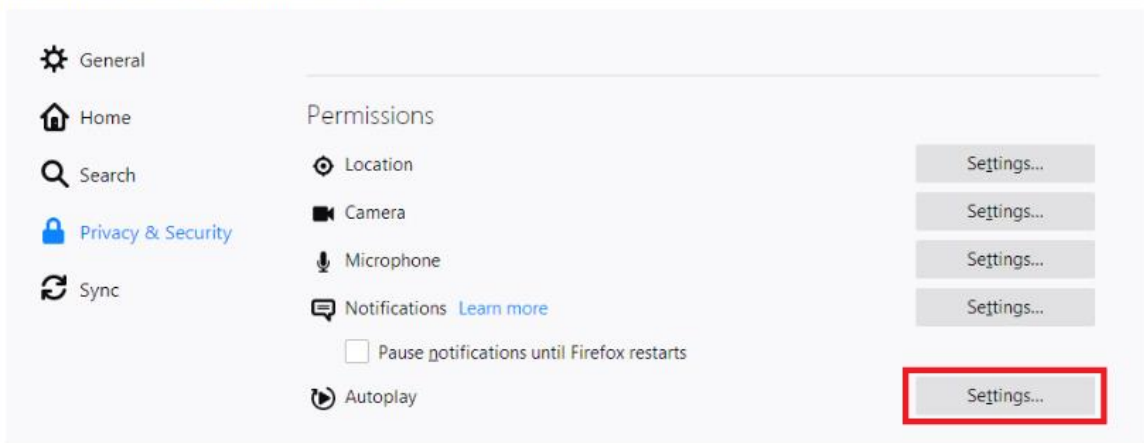 General
Home
Search
Privacy & Security
Sync
Permissions
Location Settings...
Camera Settings...
Microphone Settings...
Notifications Learn more Settings...
Pause notifications until Firefox restarts
Autoplay Settings...